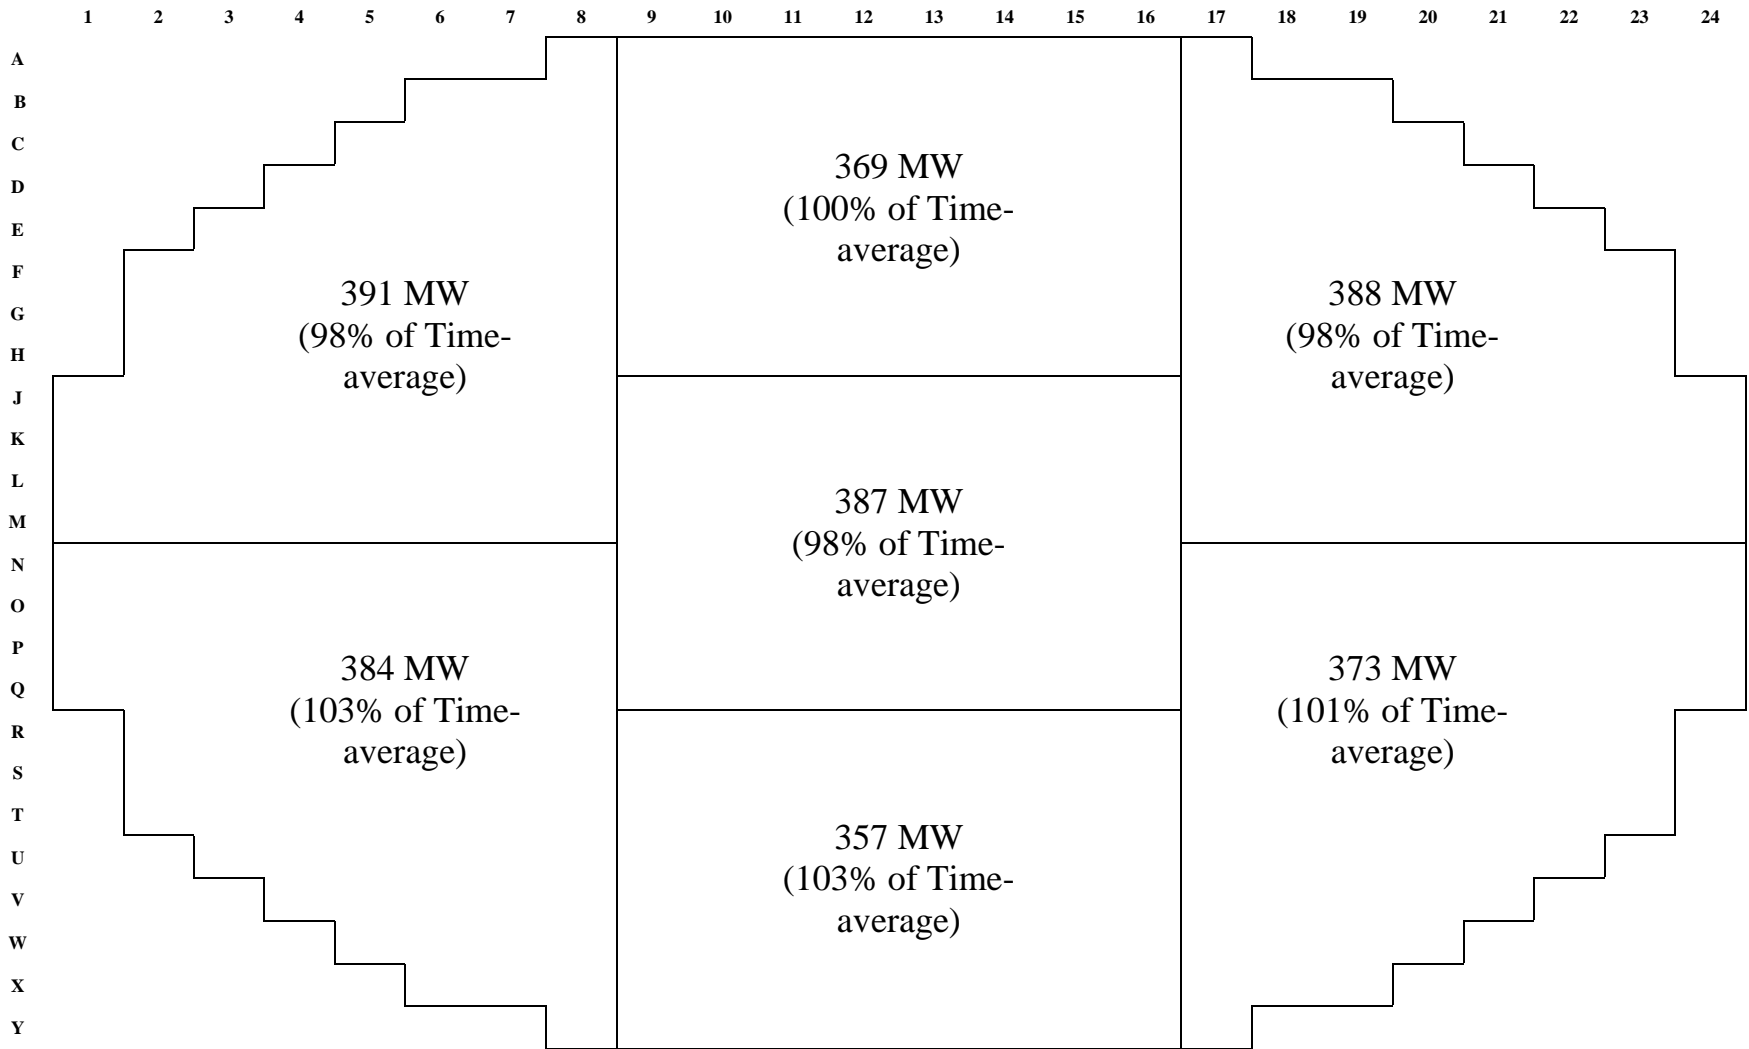 1 2 3 4 5 6 7 8 9 10 11 12 13 14 15 16 17 18 19 20 21 22 23 24
A
B
C
D
E
F
G
H
J
K
L
M
N
O
P
Q
R
S
T
U
V
W
X
Y
369 MW
(100% of Time-
average)
391 MW
(98% of Time-
average)
388 MW
(98% of Time-
average)
387 MW
(98% of Time-
average)
384 MW
(103% of Time-
average)
373 MW
(101% of Time-
average)
357 MW
(103% of Time-
average)